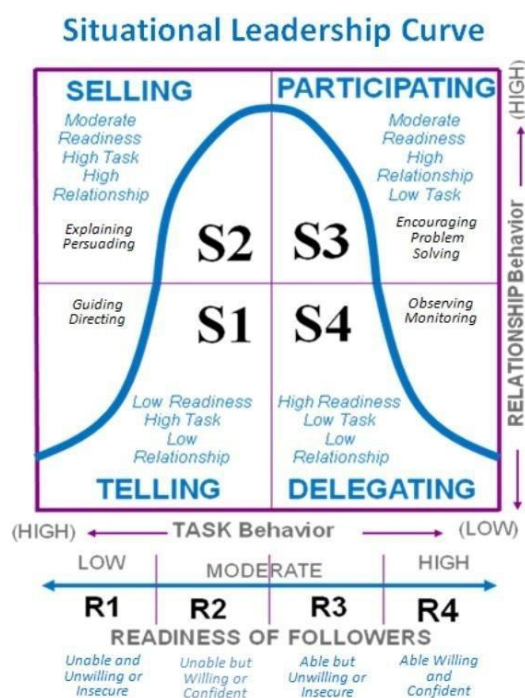 Situational Leadership Curve
SELLING
Moderate
Readiness
High Task
High
Relationship
Explaining
Persuading
S2
PARTICIPATING
Moderate
Readiness
High
Relationship
Low Task
Encouraging
Problem
Solving
S3
Guiding
Directing
S1
Low Readiness
High Task
Low
Relationship
TELLING
S4
Observing
Monitoring
High Readiness
Low Task
Low
Relationship
DELEGATING
(HIGH)
RELATIONSHIP Behavior
(HIGH)
TASK Behavior
(LOW)
LOW
MODERATE
HIGH
R1
R2
R3
R4
READINESS OF FOLLOWERS
Unable and
Unwilling or
Insecure
Unable but
Willing or
Confident
Able but
Unwilling or
Insecure
Able Willing
and
Confident